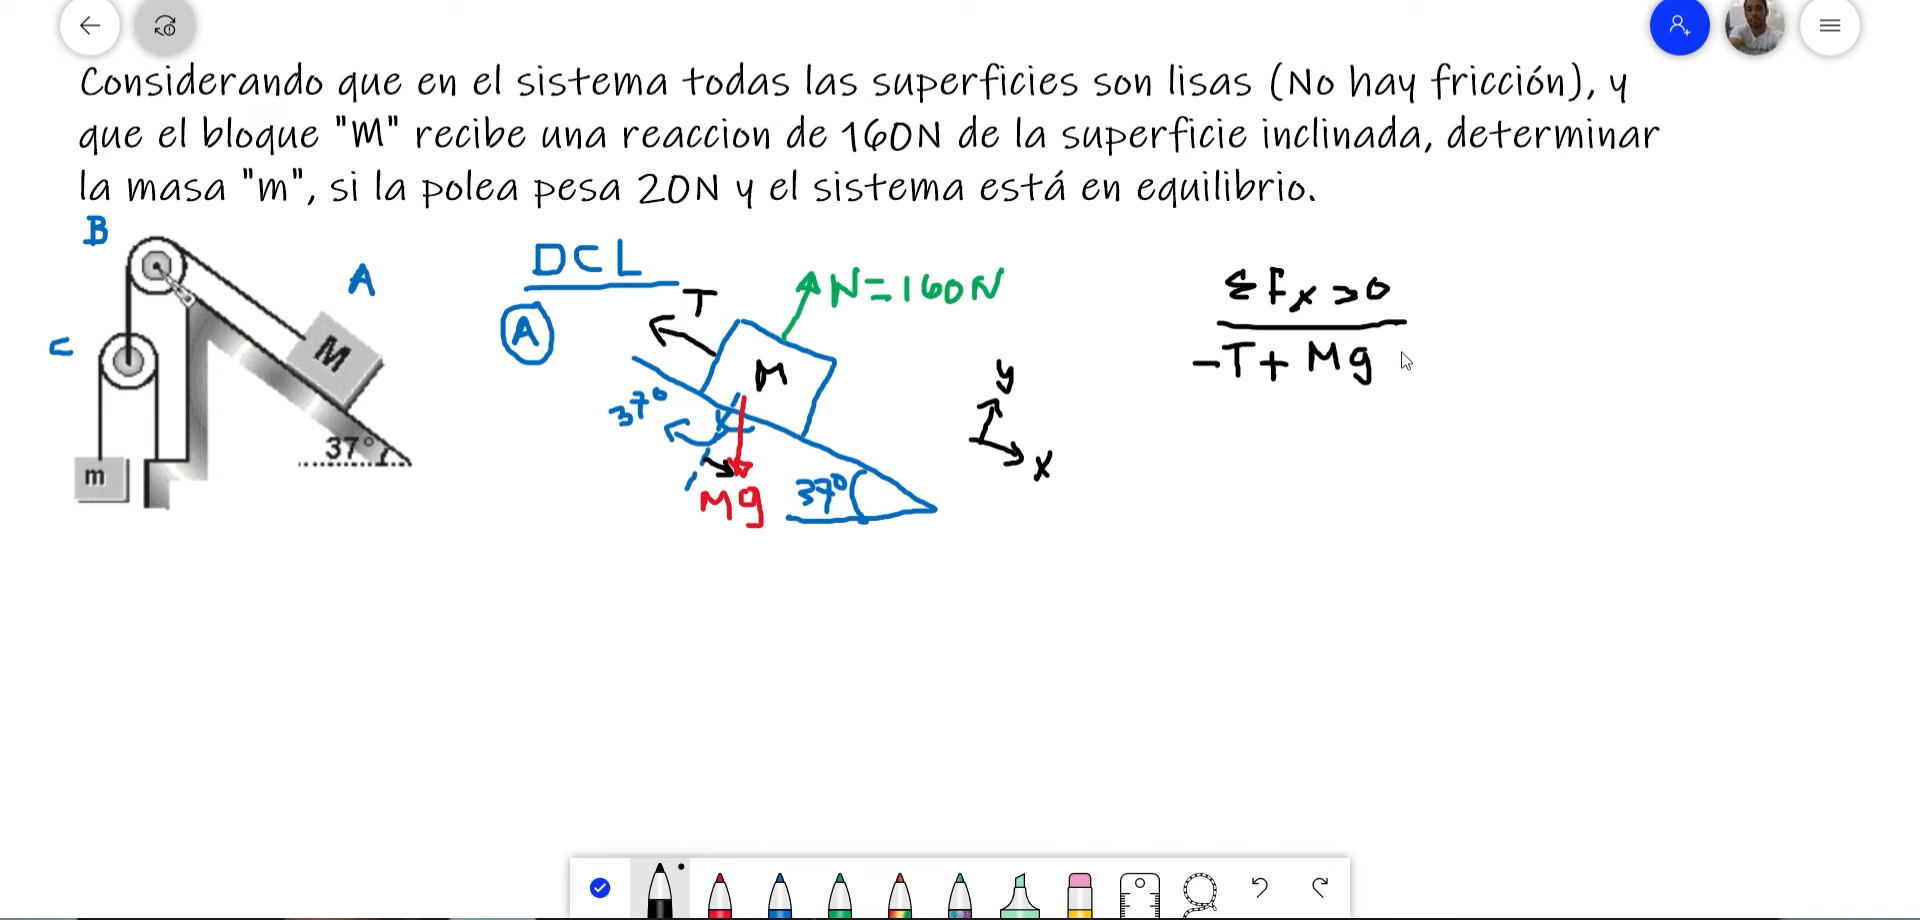 Considerando que en el sistema todas las superficies son lisas (No hay fricción), y
que el bloque "M" recibe una reaccion de 160N de la superficie inclinada, determinar
la masa "m", si la polea pesa 20N y el sistema está en equilibrio.
B
A
C
M
37°
m
DCL
A
T
N=160N
M
37°
Mg
37°
y
x
ΣFx=0
-T+Mg